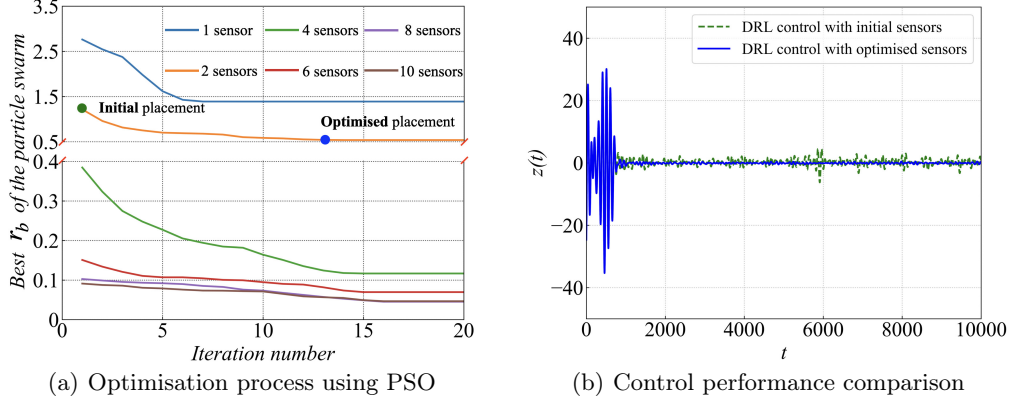 3.5
2.5
1.5
0.5
0.4
0.3
0.2
0.1
0
Best r_b of the particle swarm
1 sensor
4 sensors
8 sensors
2 sensors
6 sensors
10 sensors
Initial placement
Optimised placement
0 5 10 15 20
Iteration number
(a) Optimisation process using PSO
40
20
0
−20
−40
z(t)
DRL control with initial sensors
DRL control with optimised sensors
0 2000 4000 6000 8000 10000
t
(b) Control performance comparison